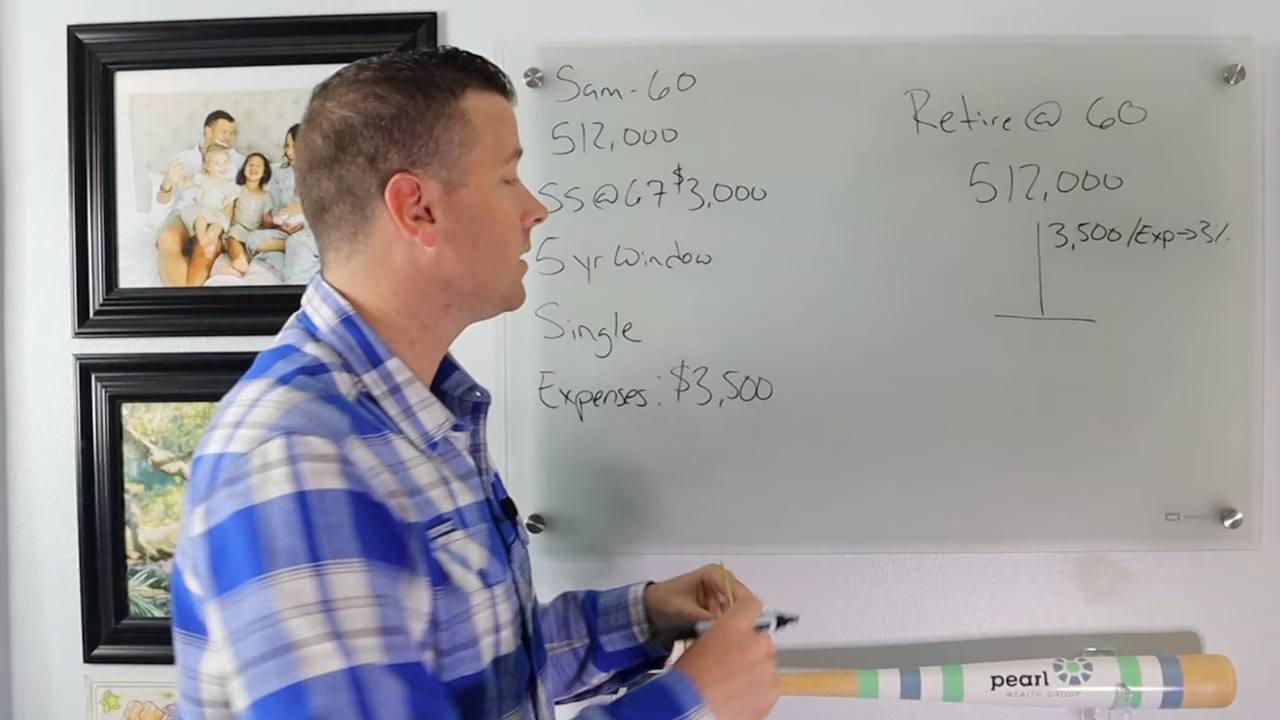 Sam-60
512,000
SS@67 $3,000
5 yr Window
Single
Expenses: $3,500
Retire@ 60
512,000
3,500/Exp→3%
pearl
WEALTH GROUP